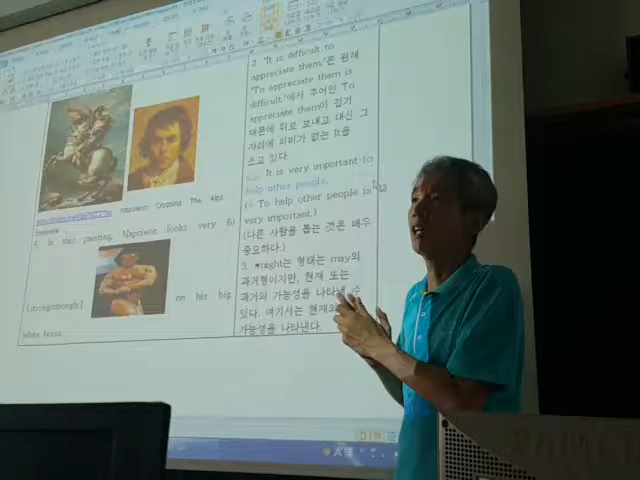 Napoleon Crossing The Alps
5. In this painting, Napoleon looks very 6)
[strong/strongly] on his big
white horse.
2. 'It is difficult to
appreciate them.'은 원래
'To appreciate them is
difficult.'에서 주어인 To
appreciate them이 길기
때문에 뒤로 보내고 대신 그
자리에 의미가 없는 It을
쓰고 있다.
It is very important to
help other people.
(= To help other people is
very important.)
(다른 사람을 돕는 것은 매우
중요하다.)
3. *might는 형태는 may의
과거형이지만, 현재 또는
과거의 가능성을 나타낼 수
있다. 여기서는 현재의
가능성을 나타낸다.